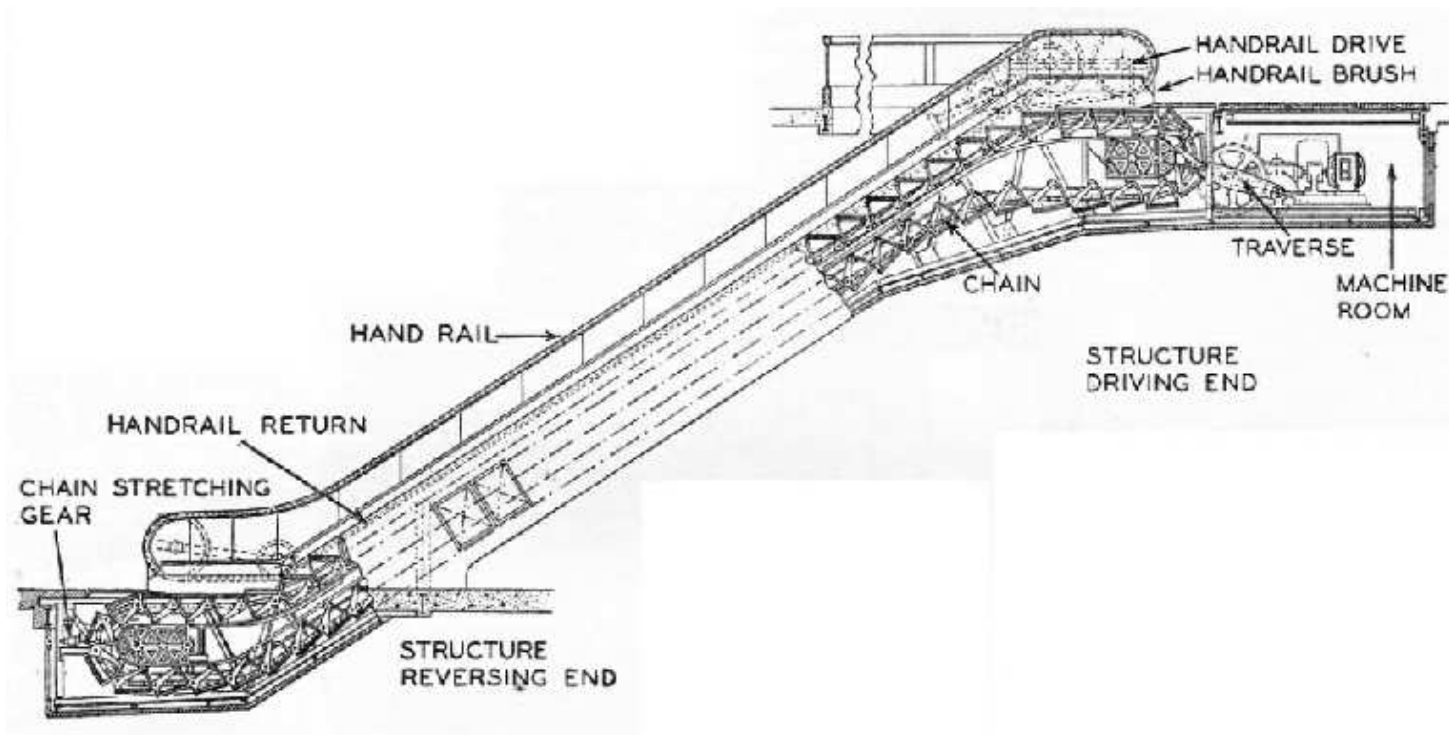 HANDRAIL DRIVE
HANDRAIL BRUSH
TRAVERSE
CHAIN
MACHINE
ROOM
HAND RAIL
STRUCTURE
DRIVING END
HANDRAIL RETURN
CHAIN STRETCHING
GEAR
STRUCTURE
REVERSING END